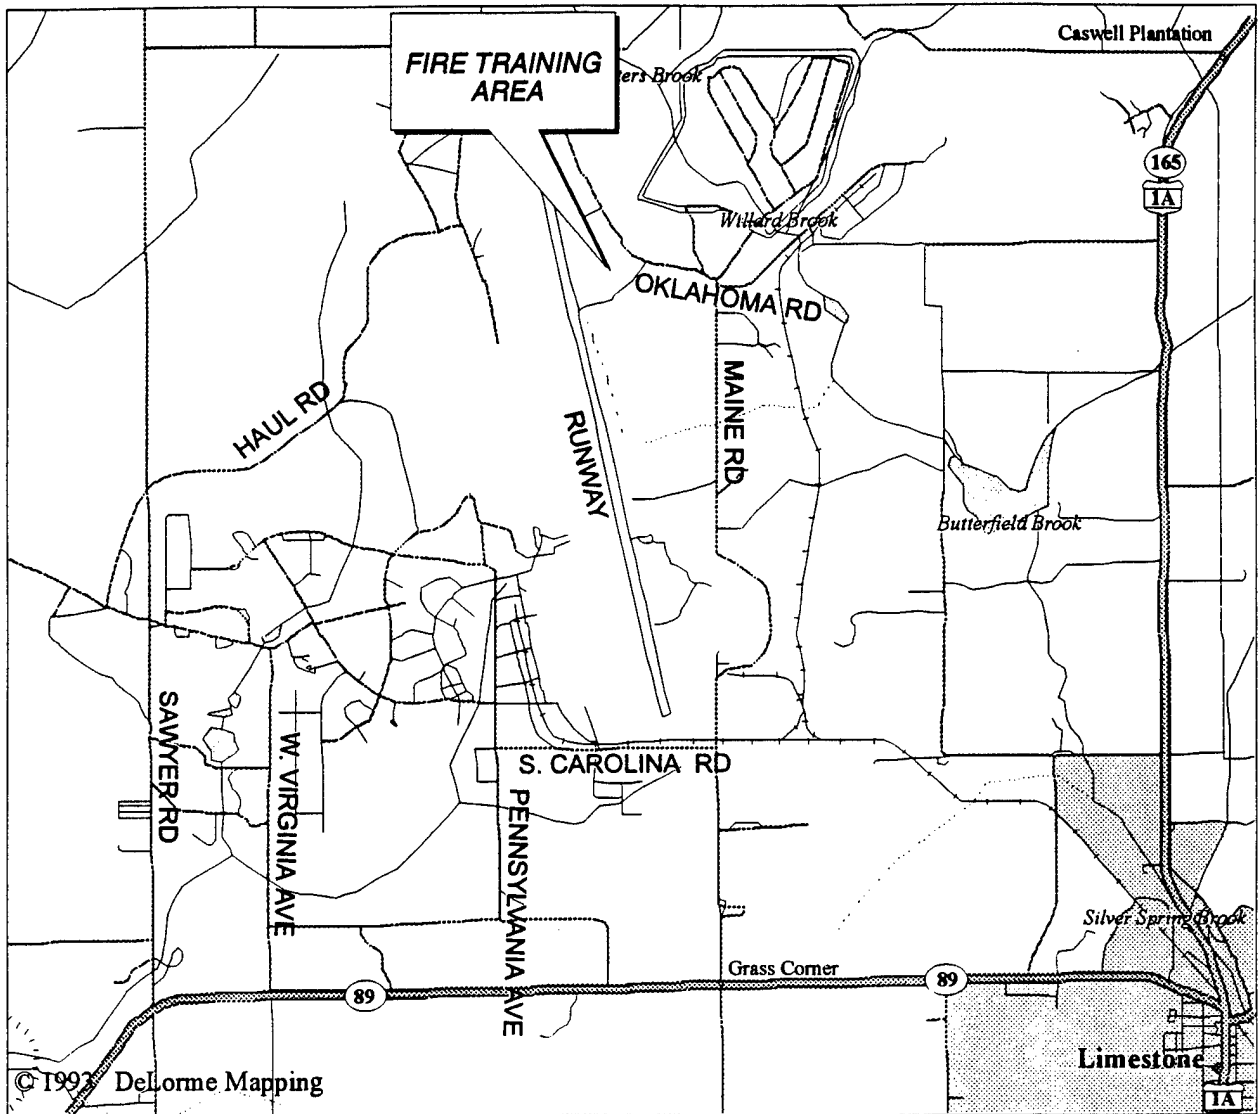 Caswell Plantation
FIRE TRAINING
AREA
165
1A
Willard Brook
OKLAHOMA RD
MAINE RD
HAUL RD
RUNWAY
Butterfield Brook
SAWYER RD
W. VIRGINIA AVE
S. CAROLINA RD
PENNSYLVANIA AVE
Silver Spring Brook
Grass Corner
89
89
Limestone
© 1993 DeLorme Mapping
1A